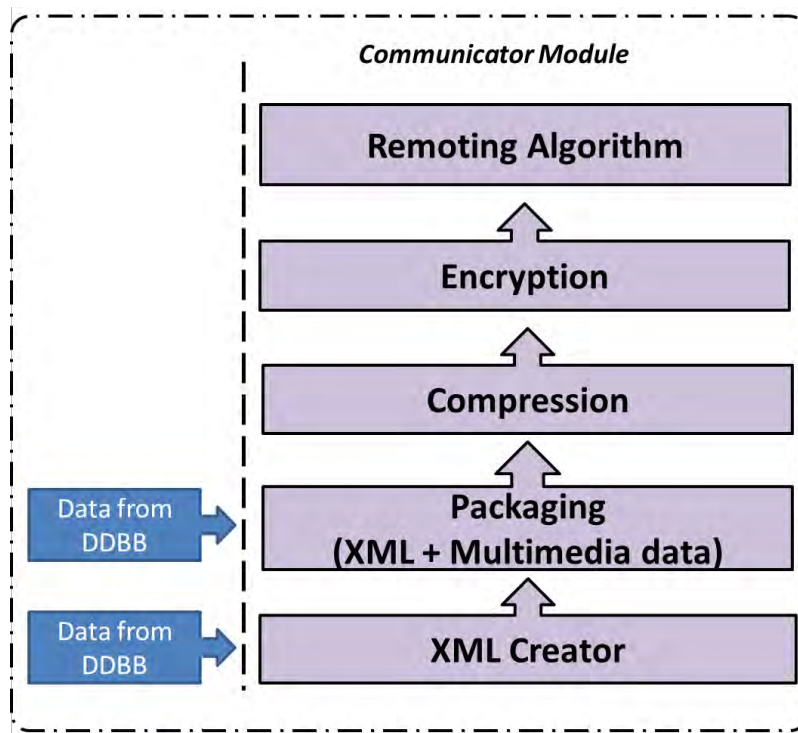 Communicator Module
Remoting Algorithm
Encryption
Compression
Data from
DDBB
Packaging
(XML + Multimedia data)
Data from
DDBB
XML Creator